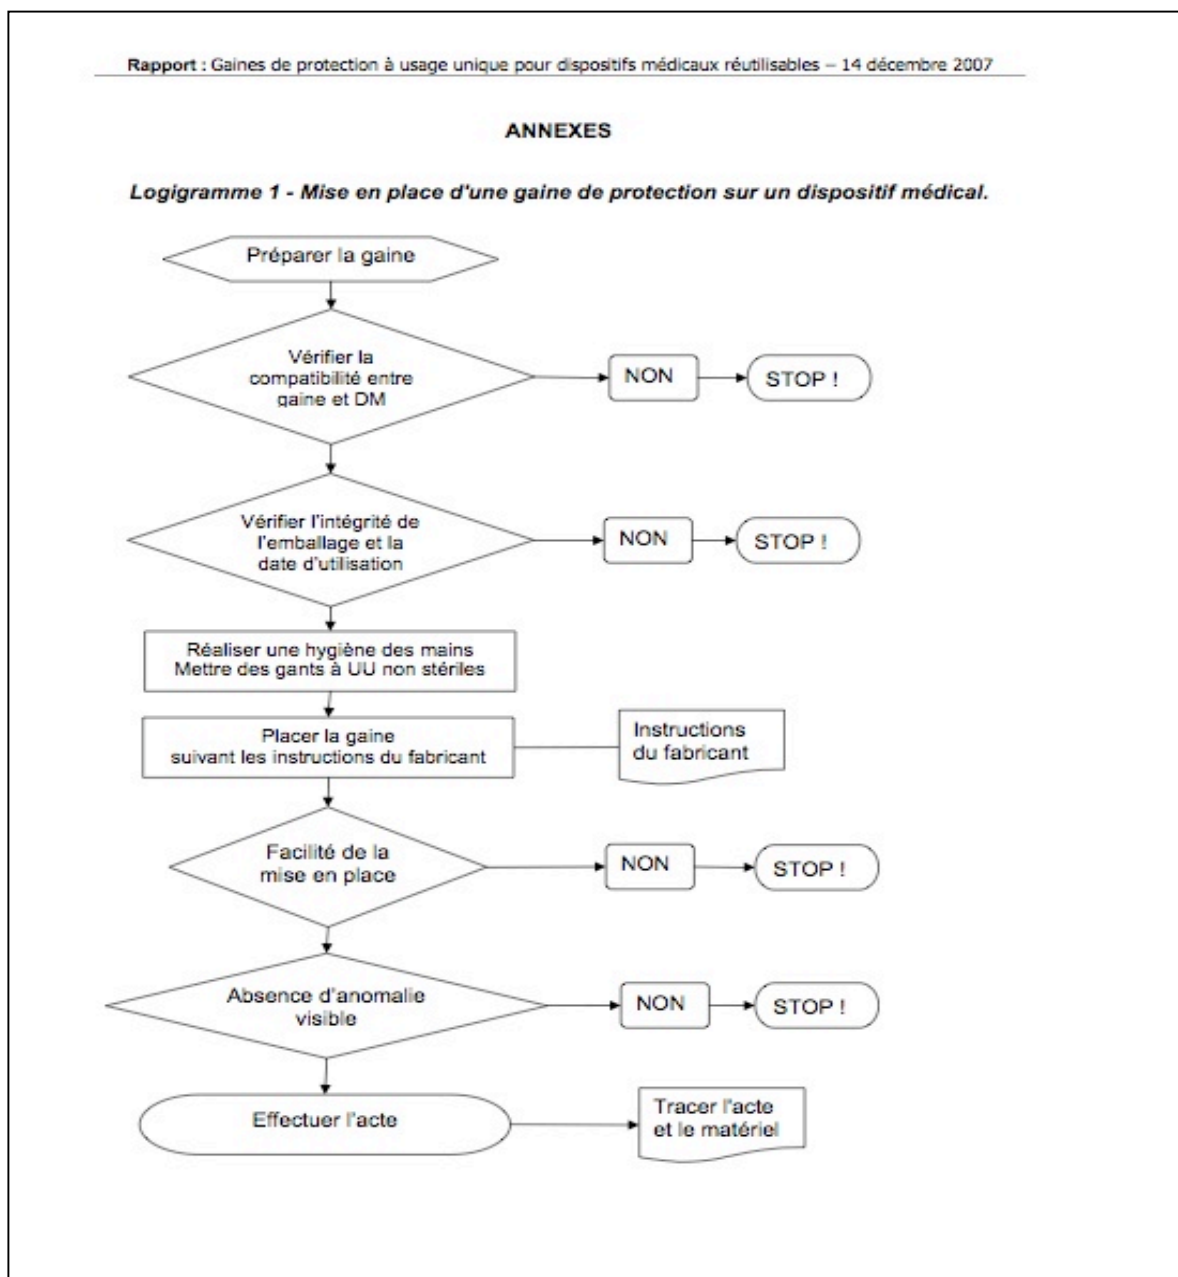 Rapport : Gaines de protection à usage unique pour dispositifs médicaux réutilisables – 14 décembre 2007
ANNEXES
Logigramme 1 - Mise en place d'une gaine de protection sur un dispositif médical.
Préparer la gaine
Vérifier la
compatibilité entre
gaine et DM
NON
STOP !
Vérifier l'intégrité de
l'emballage et la
date d'utilisation
NON
STOP !
Réaliser une hygiène des mains
Mettre des gants à UU non stériles
Placer la gaine
suivant les instructions du fabricant
Instructions
du fabricant
Facilité de la
mise en place
NON
STOP !
Absence d'anomalie
visible
NON
STOP !
Effectuer l'acte
Tracer l'acte
et le matériel